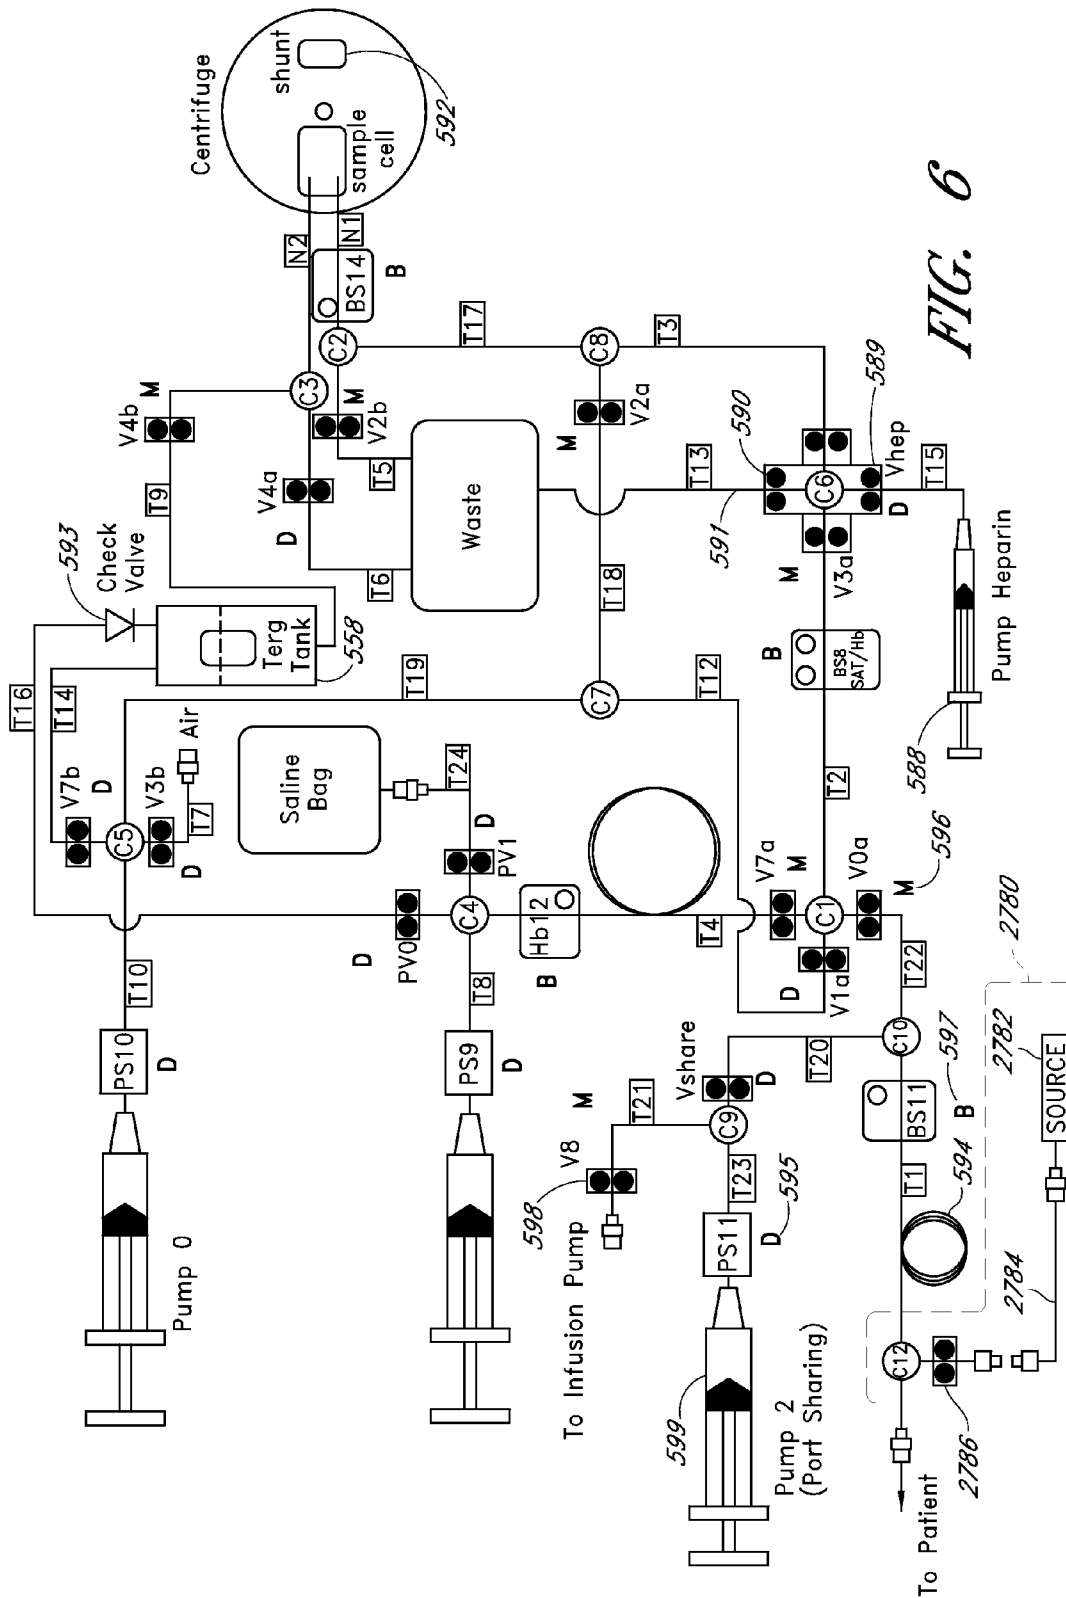 Centrifuge
shunt
592
sample
cell
N2
N1
BS14
B
C2
C3
T17
C8
T3
V4b
M
V2b
M
V4a
D
T5
T6
Waste
T9
593
Check
Valve
Terg
Tank
558
T16
T14
Air
V7b
D
C5
V3b
D
T7
T19
T18
C7
T12
V2a
M
T13
590
591
589
C6
Vhep
D
T15
M
V3a
B
BS8
SAT/Hb
Pump Heparin
588
T2
Saline
Bag
T24
D
PV1
C4
PV0
D
Hb12
B
T4
V7a
M
C1
V0a
M
596
D
V1a
T22
T10
PS10
D
Pump 0
T8
PS9
D
C10
T20
Vshare
D
C9
T21
M
V8
598
To Infusion Pump
T23
PS11
D
595
599
Pump 2
(Port Sharing)
BS11
B
597
T1
594
C12
2786
To Patient
2780
2782
SOURCE
2784
FIG. 6